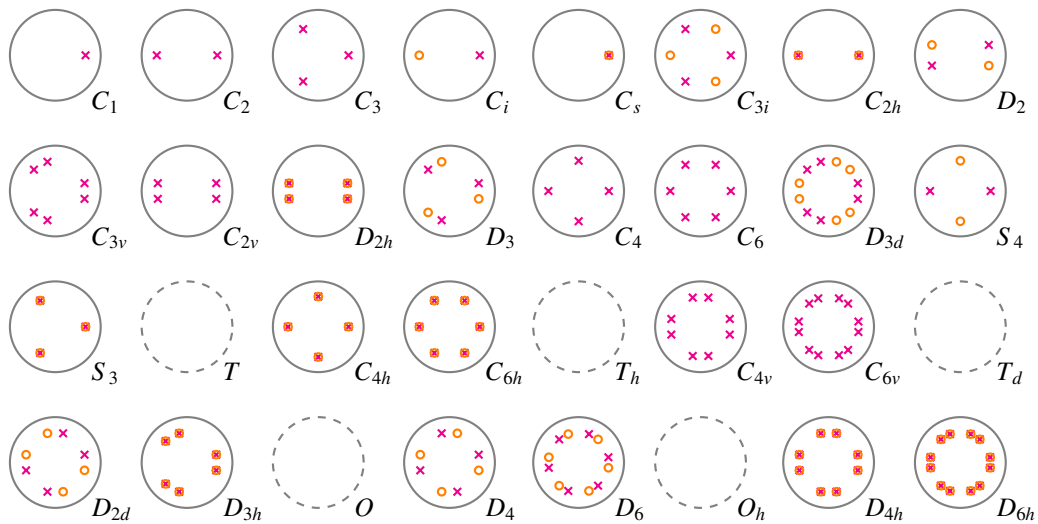 C1 C2 C3 Ci Cs C3i C2h D2
C3v C2v D2h D3 C4 C6 D3d S4
S3 T C4h C6h Th C4v C6v Td
D2d D3h O D4 D6 Oh D4h D6h